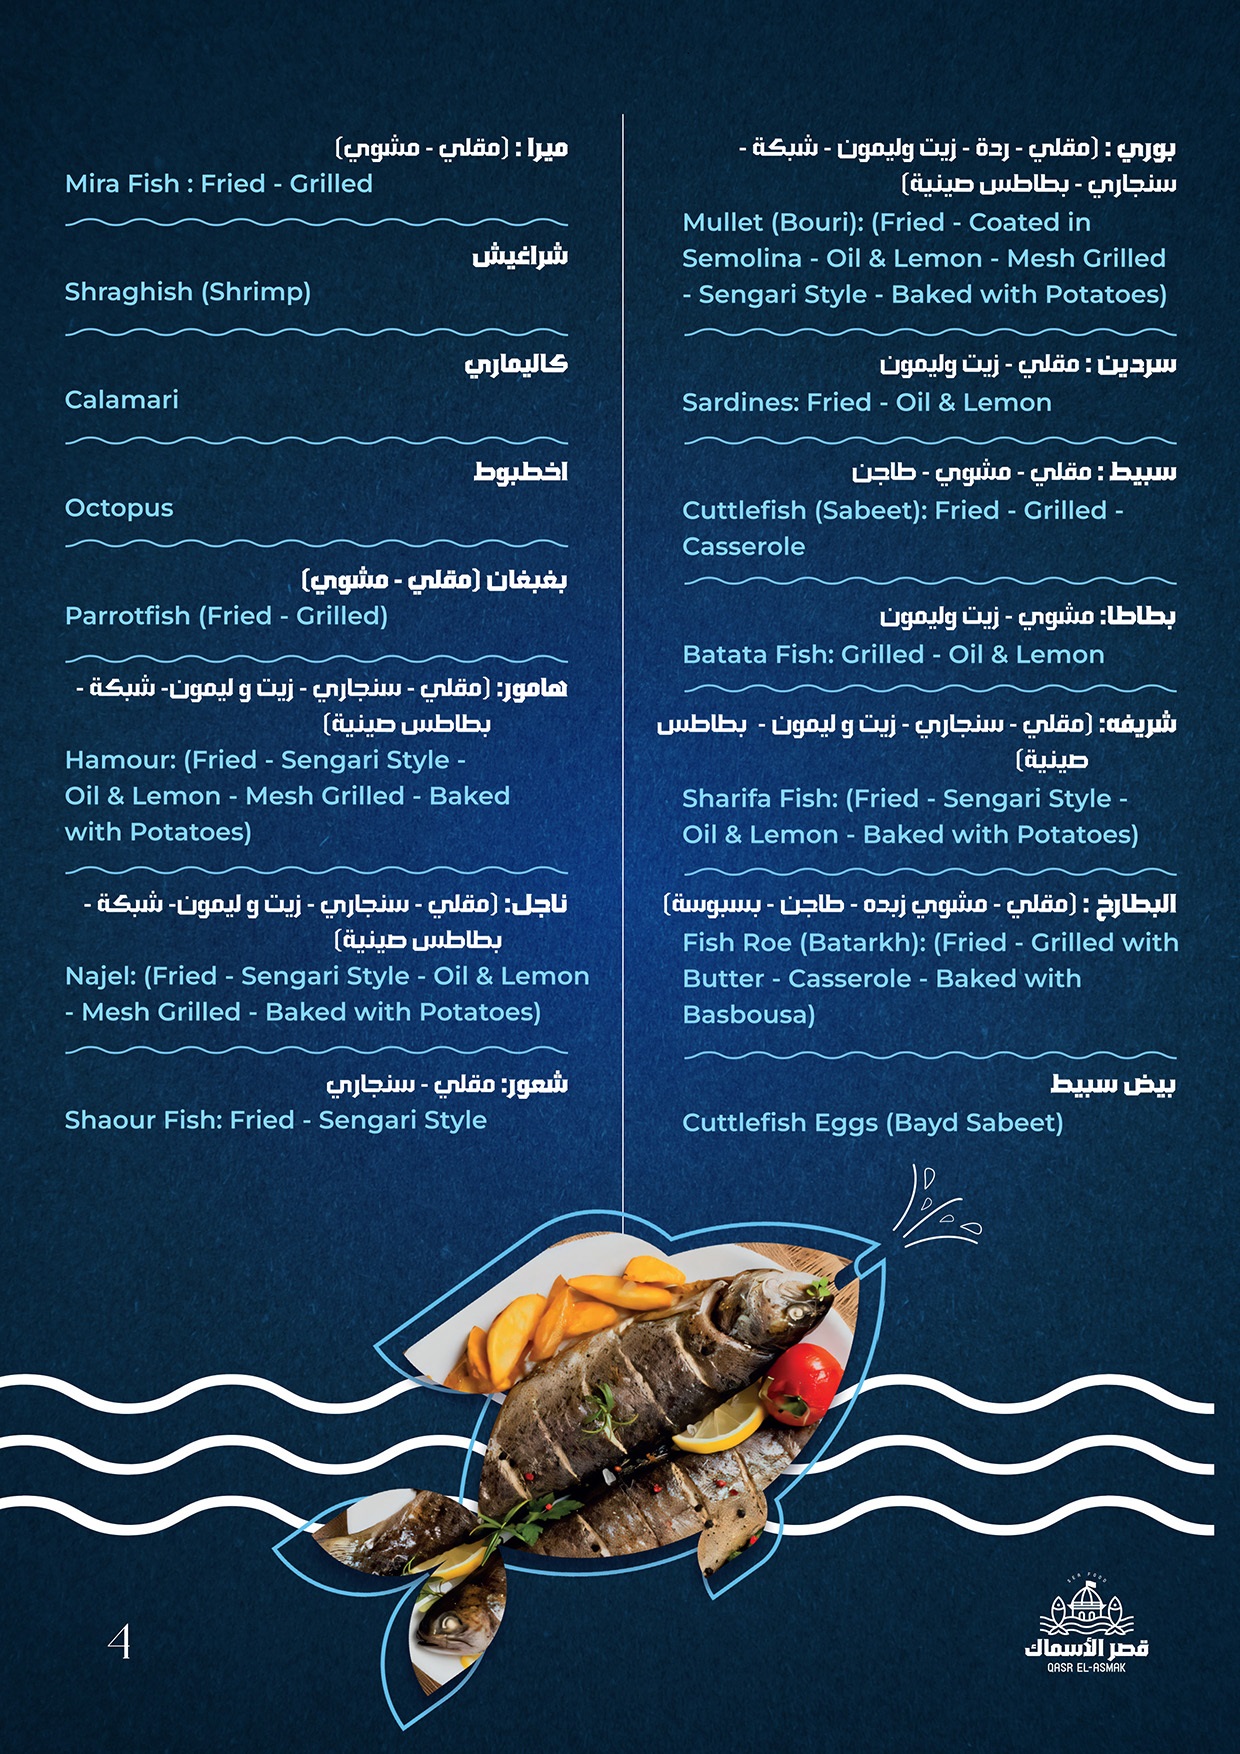 بوري : (مقلي - ردة - زيت وليمون - شبكة -
سنجاري - بطاطس صينية)
Mullet (Bouri): (Fried - Coated in
Semolina - Oil & Lemon - Mesh Grilled
- Sengari Style - Baked with Potatoes)
سردين : مقلي - زيت وليمون
Sardines: Fried - Oil & Lemon
سبيط : مقلي - مشوي - طاجن
Cuttlefish (Sabeet): Fried - Grilled -
Casserole
بطاطا: مشوي - زيت وليمون
Batata Fish: Grilled - Oil & Lemon
شريفه: (مقلي - سنجاري - زيت و ليمون - بطاطس
صينية)
Sharifa Fish: (Fried - Sengari Style -
Oil & Lemon - Baked with Potatoes)
البطارخ : (مقلي - مشوي زبده - طاجن - بسبوسة)
Fish Roe (Batarkh): (Fried - Grilled with
Butter - Casserole - Baked with
Basbousa)
بيض سبيط
Cuttlefish Eggs (Bayd Sabeet)
ميرا : (مقلي - مشوي)
Mira Fish : Fried - Grilled
شراغيش
Shraghish (Shrimp)
كاليماري
Calamari
اخطبوط
Octopus
بغبغان (مقلي - مشوي)
Parrotfish (Fried - Grilled)
هامور: (مقلي - سنجاري - زيت و ليمون- شبكة -
بطاطس صينية)
Hamour: (Fried - Sengari Style -
Oil & Lemon - Mesh Grilled - Baked
with Potatoes)
ناجل: (مقلي - سنجاري - زيت و ليمون- شبكة -
بطاطس صينية)
Najel: (Fried - Sengari Style - Oil & Lemon
- Mesh Grilled - Baked with Potatoes)
شعور: مقلي - سنجاري
Shaour Fish: Fried - Sengari Style
4
SEA FOOD
قصر الأسماك
QASR EL-ASMAK